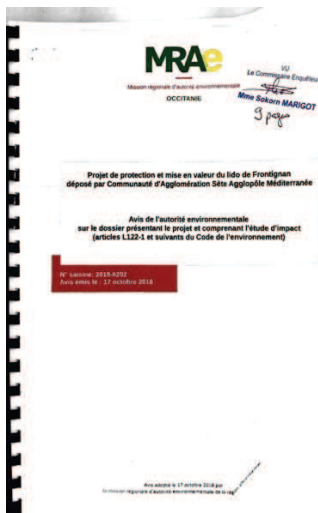 MRAe
Mission régionale d'autorité environnementale
OCCITANIE
VU
Le Commissaire Enquêteur
Mme Sokorn MARIGOT
9 pages
Projet de protection et mise en valeur du lido de Frontignan
déposé par Communauté d'Agglomération Sète Agglopôle Méditerranée
Avis de l'autorité environnementale
sur le dossier présentant le projet et comprenant l'étude d'impact
(articles L122-1 et suivants du Code de l'environnement)
N° saisine: 2018-6292
Avis émis le : 17 octobre 2018
Avis adopté le 17 octobre 2018 par
la mission régionale d'autorité environnementale de la